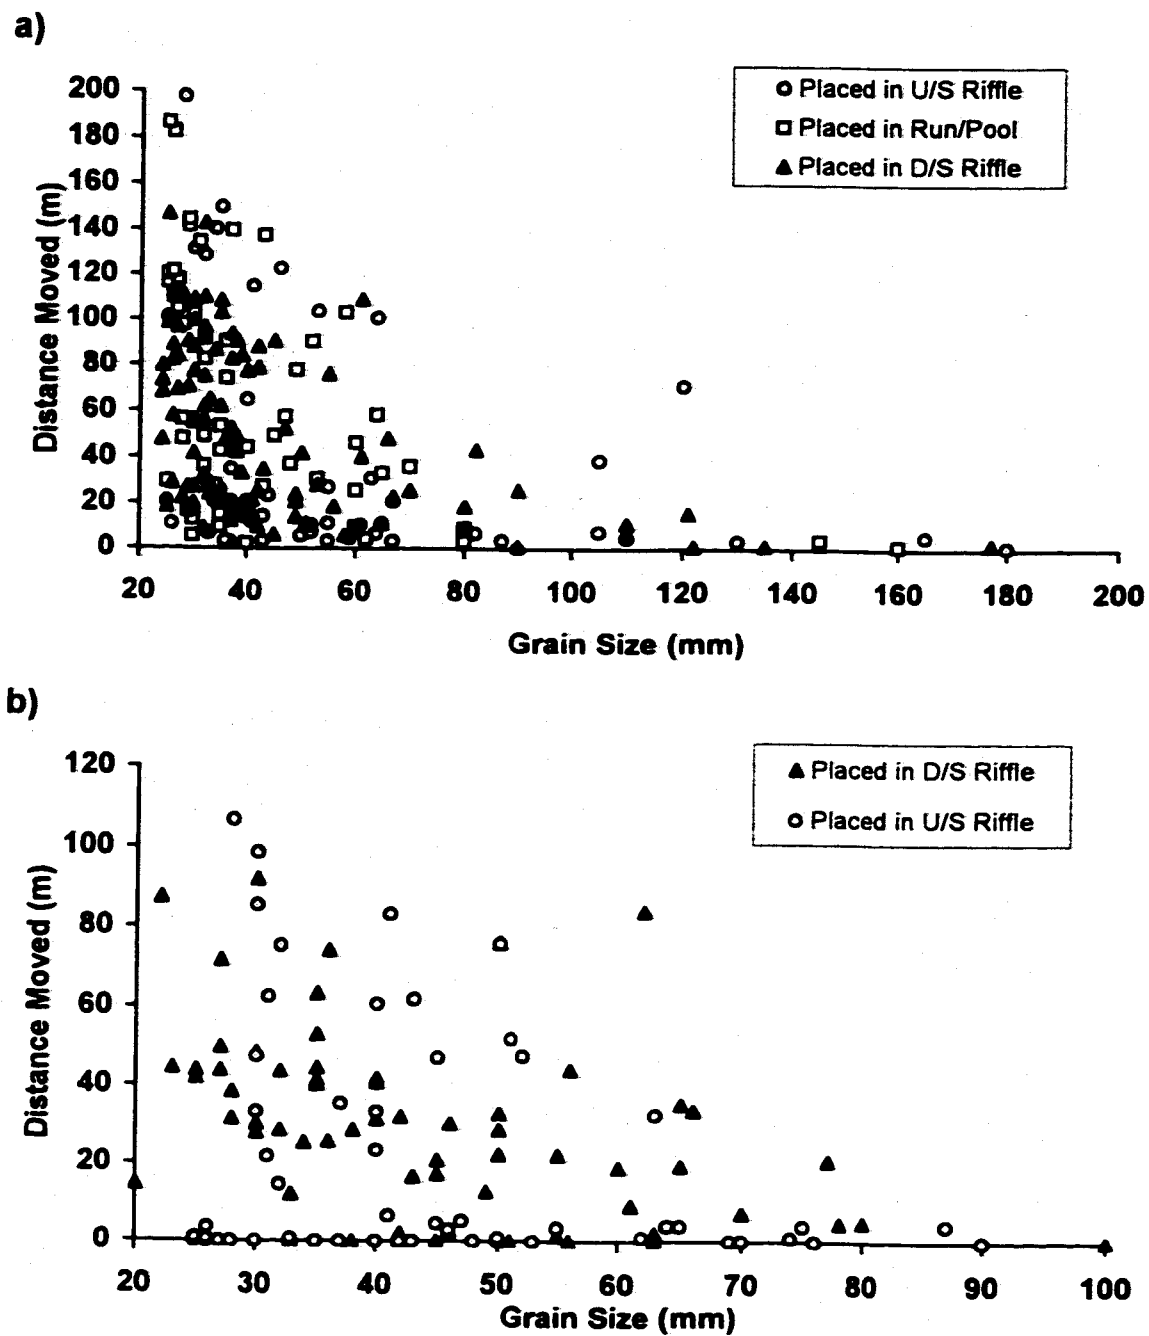 a)
200
180
160
140
120
100
80
60
40
20
0
Distance Moved (m)
Placed in U/S Riffle
Placed in Run/Pool
Placed in D/S Riffle
20 40 60 80 100 120 140 160 180 200
Grain Size (mm)
b)
120
100
80
60
40
20
0
Distance Moved (m)
Placed in D/S Riffle
Placed in U/S Riffle
20 30 40 50 60 70 80 90 100
Grain Size (mm)